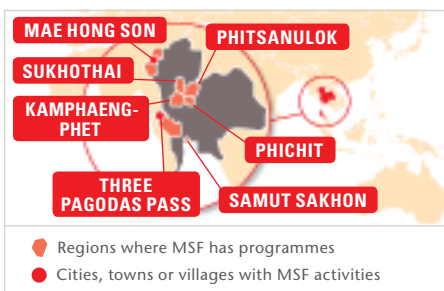 MAE HONG SON
PHITSANULOK
SUKHOTHAI
KAMPHAENG-
PHET
PHICHIT
THREE
PAGODAS PASS
SAMUT SAKHON
Regions where MSF has programmes
Cities, towns or villages with MSF activities